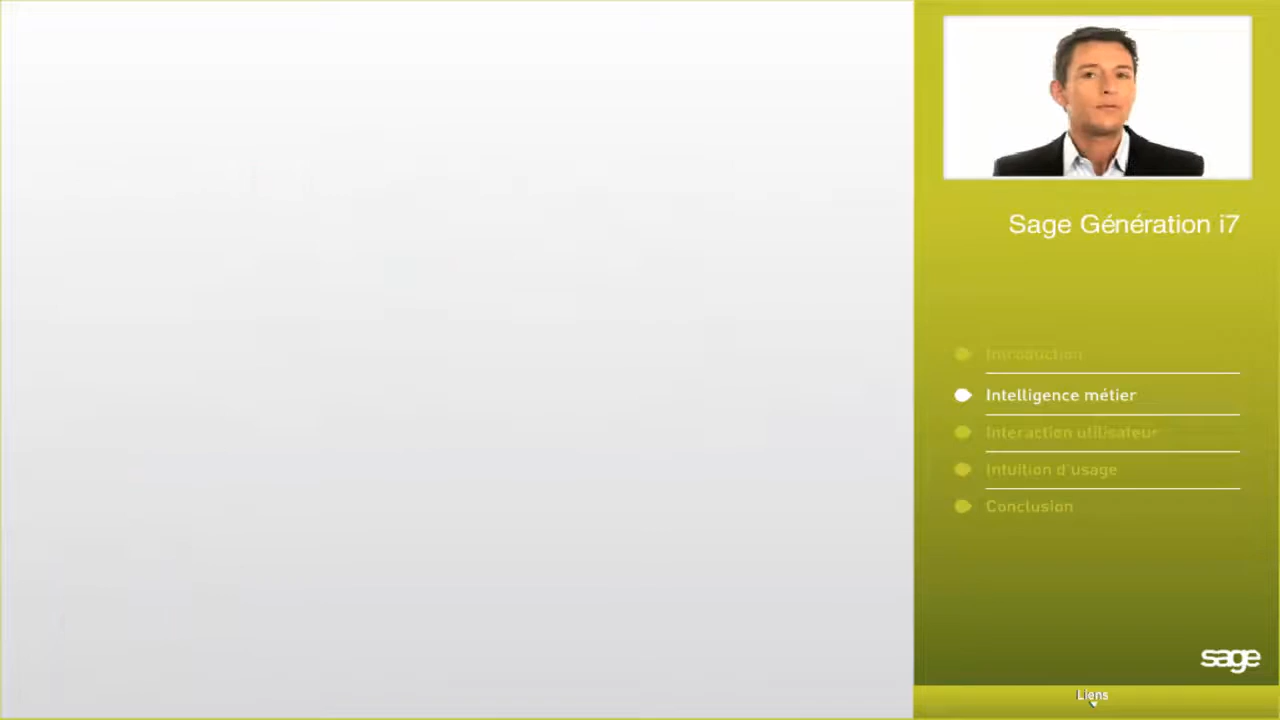 Sage Génération i7
Introduction
Intelligence métier
Interaction utilisateur
Intuition d'usage
Conclusion
sage
Liens